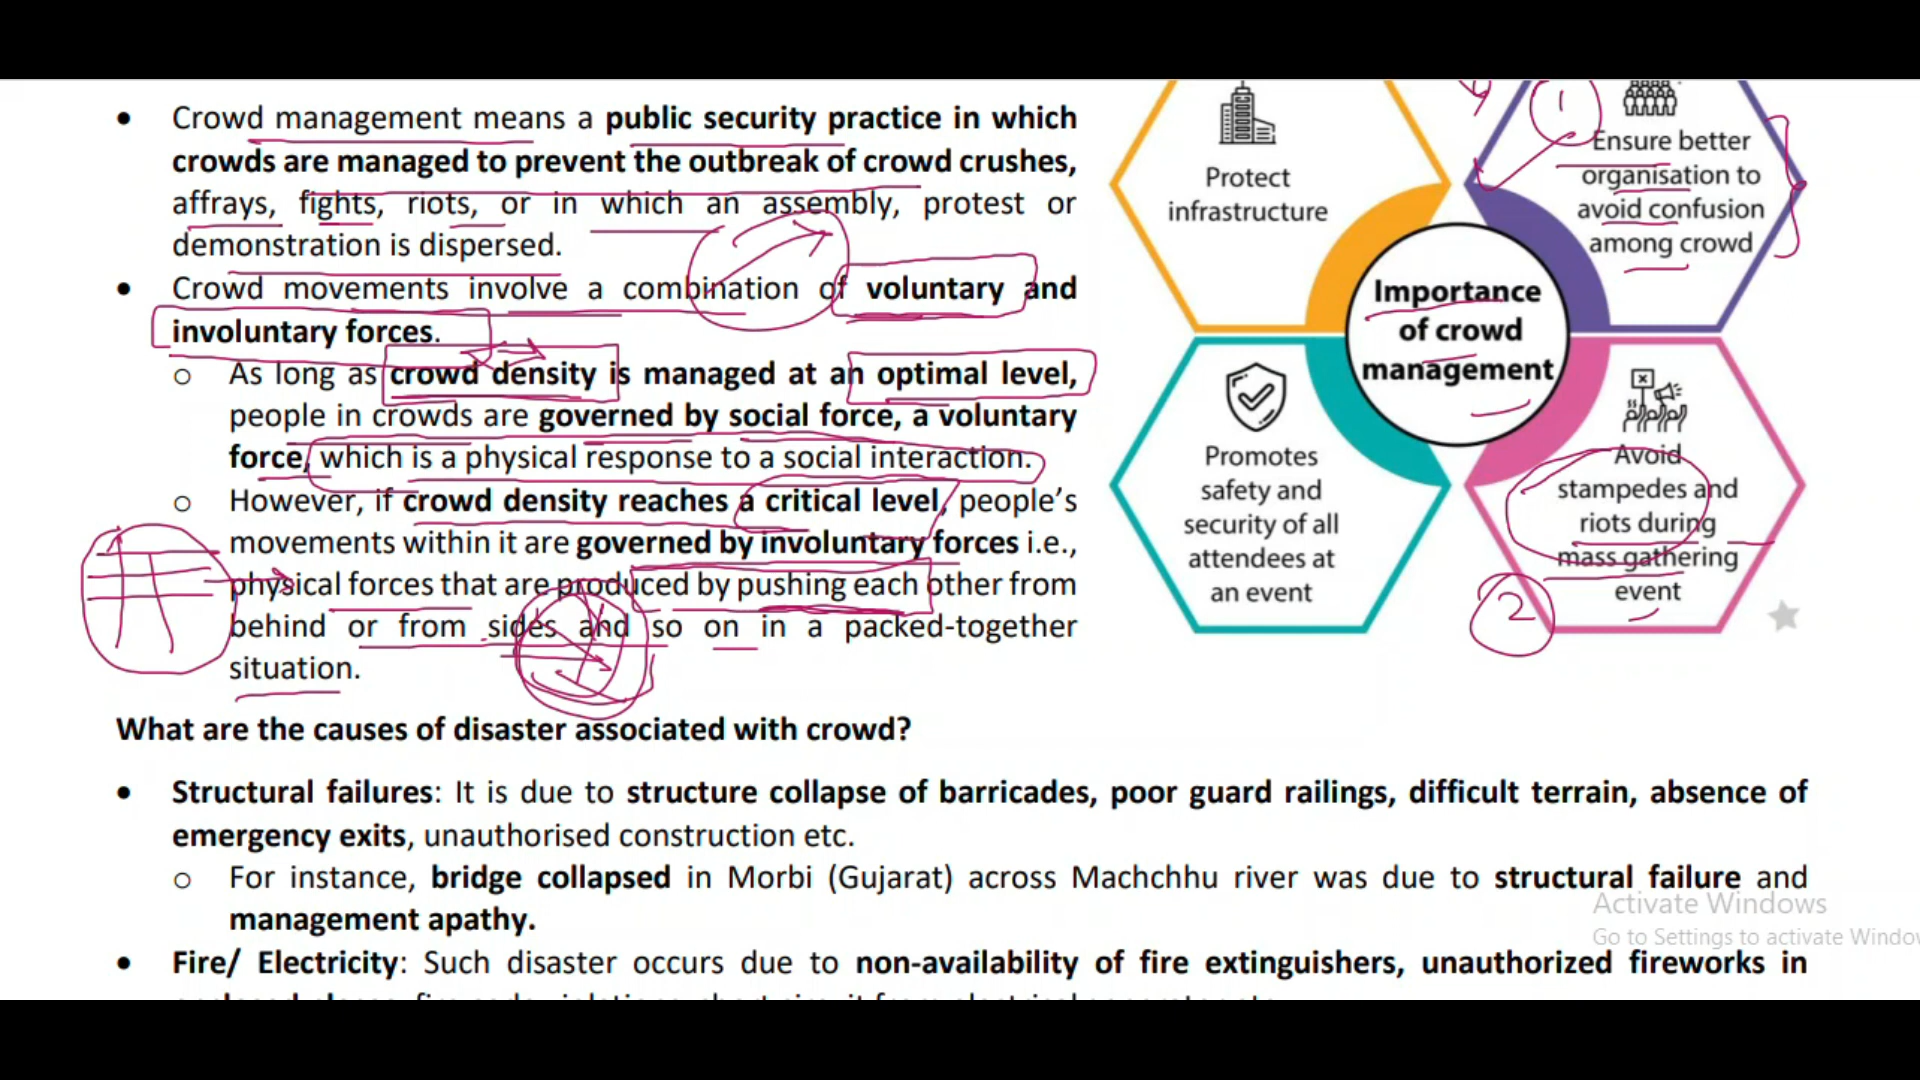 • Crowd management means a public security practice in which
crowds are managed to prevent the outbreak of crowd crushes,
affrays, fights, riots, or in which an assembly, protest or
demonstration is dispersed.
• Crowd movements involve a combination of voluntary and
involuntary forces.
o As long as crowd density is managed at an optimal level,
people in crowds are governed by social force, a voluntary
force, which is a physical response to a social interaction.
o However, if crowd density reaches a critical level, people's
movements within it are governed by involuntary forces i.e.,
physical forces that are produced by pushing each other from
behind or from sides and so on in a packed-together
situation.
Protect
infrastructure
1
Ensure better
organisation to
avoid confusion
among crowd
Importance
of crowd
management
Promotes
safety and
security of all
attendees at
an event
Avoid
stampedes and
riots during
mass gathering
event
2
What are the causes of disaster associated with crowd?
• Structural failures: It is due to structure collapse of barricades, poor guard railings, difficult terrain, absence of
emergency exits, unauthorised construction etc.
o For instance, bridge collapsed in Morbi (Gujarat) across Machchhu river was due to structural failure and
management apathy.
• Fire/ Electricity: Such disaster occurs due to non-availability of fire extinguishers, unauthorized fireworks in
Activate Windows
Go to Settings to activate Windo